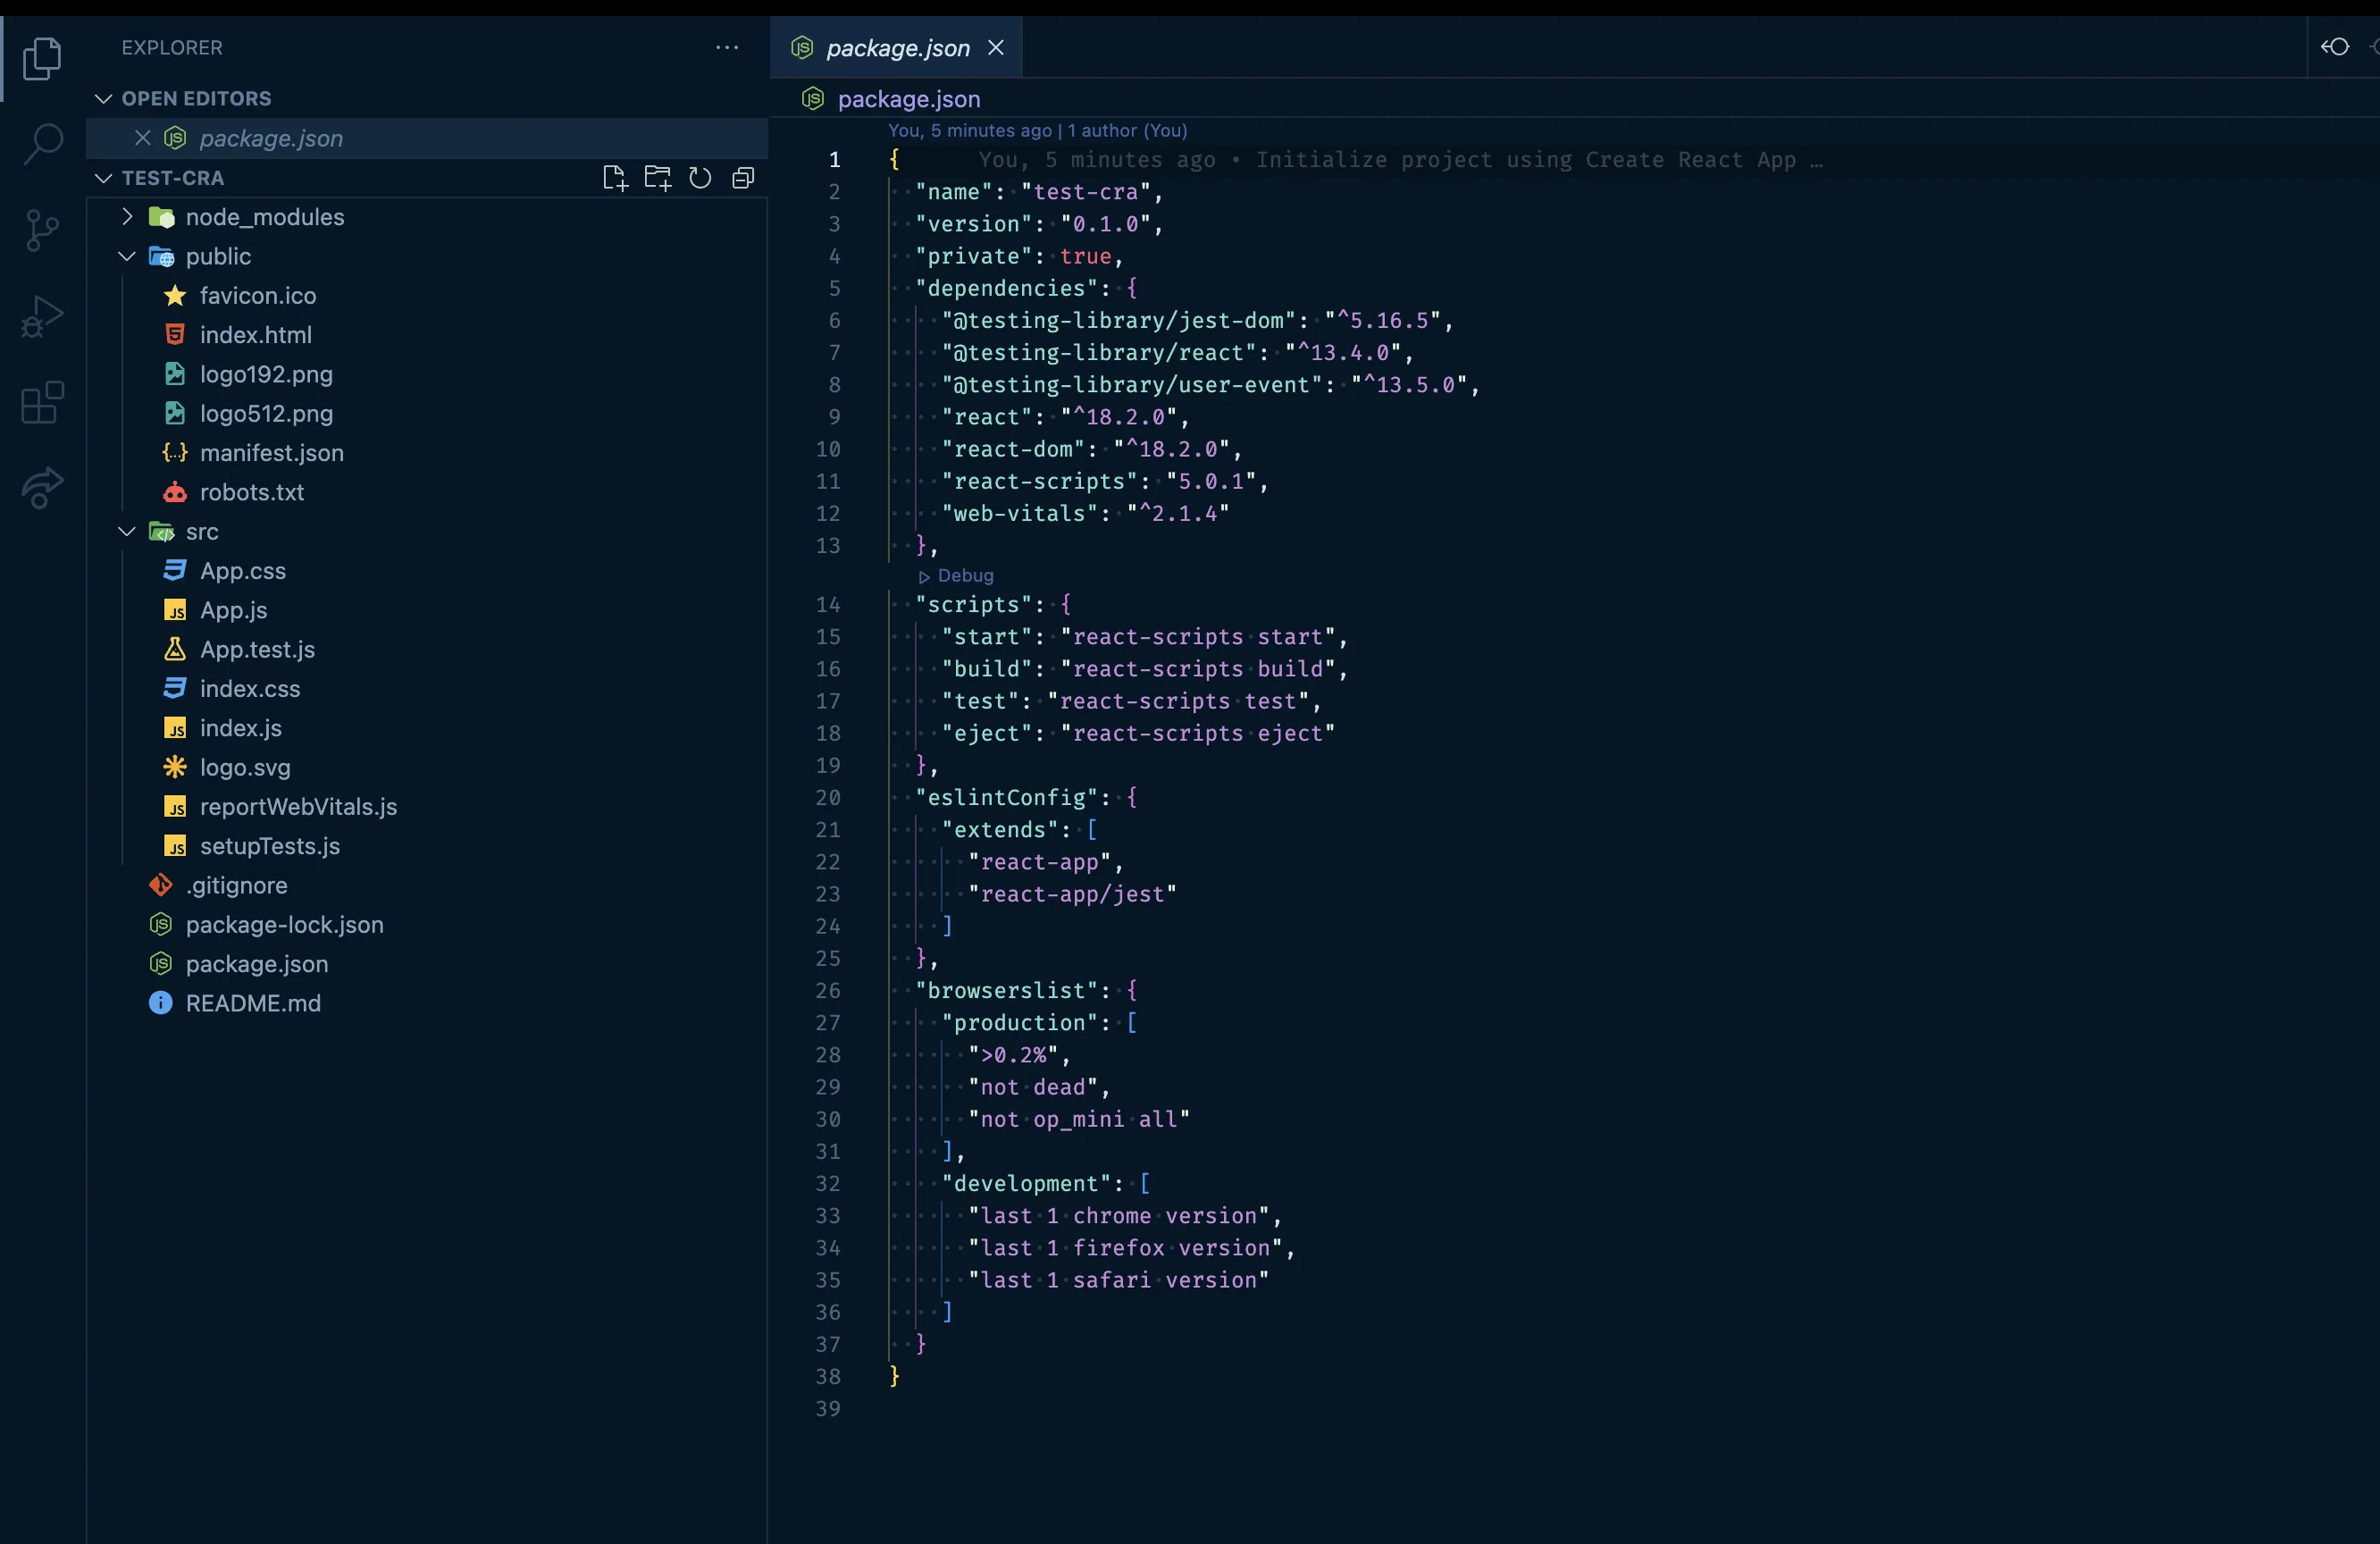 EXPLORER
OPEN EDITORS
package.json
TEST-CRA
node_modules
public
favicon.ico
index.html
logo192.png
logo512.png
manifest.json
robots.txt
src
App.css
App.js
App.test.js
index.css
index.js
logo.svg
reportWebVitals.js
setupTests.js
.gitignore
package-lock.json
package.json
README.md
package.json
package.json
You, 5 minutes ago | 1 author (You)
1 { You, 5 minutes ago • Initialize project using Create React App …
2 "name": "test-cra",
3 "version": "0.1.0",
4 "private": true,
5 "dependencies": {
6 "@testing-library/jest-dom": "^5.16.5",
7 "@testing-library/react": "^13.4.0",
8 "@testing-library/user-event": "^13.5.0",
9 "react": "^18.2.0",
10 "react-dom": "^18.2.0",
11 "react-scripts": "5.0.1",
12 "web-vitals": "^2.1.4"
13 },
Debug
14 "scripts": {
15 "start": "react-scripts start",
16 "build": "react-scripts build",
17 "test": "react-scripts test",
18 "eject": "react-scripts eject"
19 },
20 "eslintConfig": {
21 "extends": [
22 "react-app",
23 "react-app/jest"
24 ]
25 },
26 "browserslist": {
27 "production": [
28 ">0.2%",
29 "not dead",
30 "not op_mini all"
31 ],
32 "development": [
33 "last 1 chrome version",
34 "last 1 firefox version",
35 "last 1 safari version"
36 ]
37 }
38 }
39